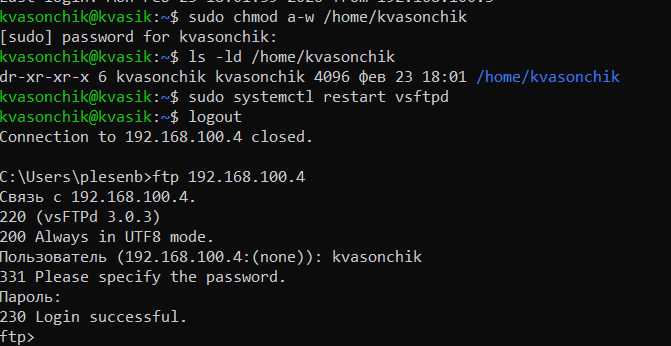 kvasonchik@kvasik:~$ sudo chmod a-w /home/kvasonchik
[sudo] password for kvasonchik:
kvasonchik@kvasik:~$ ls -ld /home/kvasonchik
dr-xr-xr-x 6 kvasonchik kvasonchik 4096 фев 23 18:01 /home/kvasonchik
kvasonchik@kvasik:~$ sudo systemctl restart vsftpd
kvasonchik@kvasik:~$ logout
Connection to 192.168.100.4 closed.
C:\Users\plesenb>ftp 192.168.100.4
Связь с 192.168.100.4.
220 (vsFTPd 3.0.3)
200 Always in UTF8 mode.
Пользователь (192.168.100.4:(none)): kvasonchik
331 Please specify the password.
Пароль:
230 Login successful.
ftp>